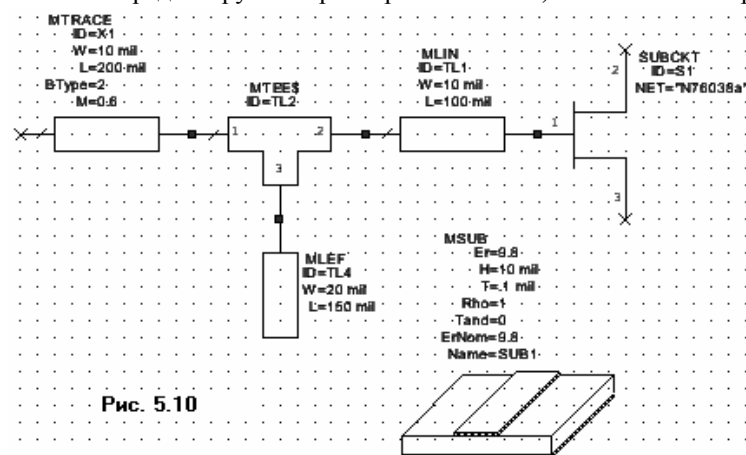 MTRACE
ID=X1
W=10 mil
L=200 mil
BType=2
M=0.6
MTEE$
ID=TL2
MLIN
ID=TL1
W=10 mil
L=100 mil
SUBCKT
ID=S1
NET="N76038a"
1
2
3
1
2
3
MLEF
ID=TL4
W=20 mil
L=150 mil
MSUB
Er=9.8
H=10 mil
T=.1 mil
Rho=1
Tand=0
ErNom=9.8
Name=SUB1
Рис. 5.10